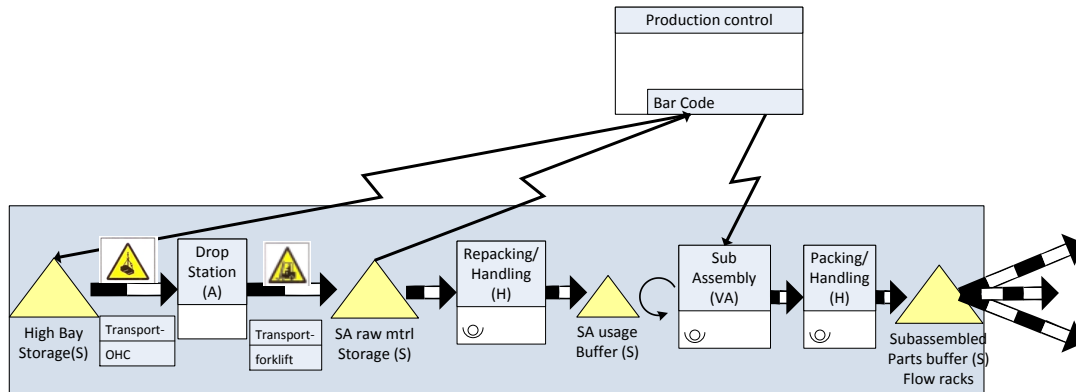 Production control
Bar Code
Drop
Station
(A)
Repacking/
Handling
(H)
Sub
Assembly
(VA)
Packing/
Handling
(H)
High Bay
Storage(S)
Transport-
OHC
Transport-
forklift
SA raw mtrl
Storage (S)
SA usage
Buffer (S)
Subassembled
Parts buffer (S)
Flow racks